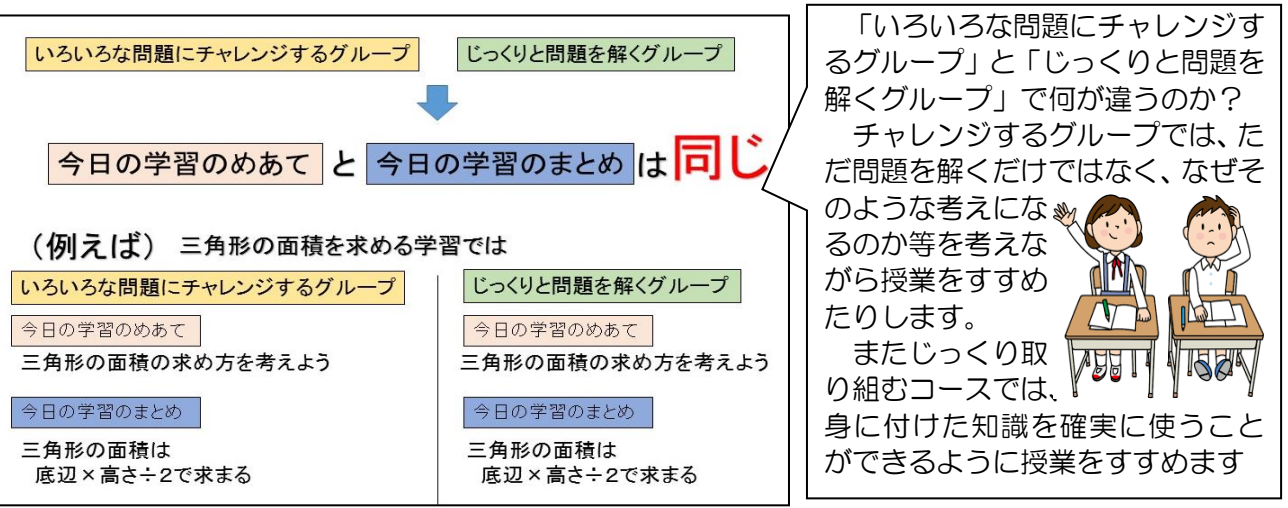 いろいろな問題にチャレンジするグループ
じっくりと問題を解くグループ
今日の学習のめあて と 今日の学習のまとめ は同じ
(例えば) 三角形の面積を求める学習では
いろいろな問題にチャレンジするグループ
今日の学習のめあて
三角形の面積の求め方を考えよう
今日の学習のまとめ
三角形の面積は
底辺×高さ÷2で求まる
じっくりと問題を解くグループ
今日の学習のめあて
三角形の面積の求め方を考えよう
今日の学習のまとめ
三角形の面積は
底辺×高さ÷2で求まる
「いろいろな問題にチャレンジす
るグループ」と「じっくりと問題を
解くグループ」で何が違うのか?
チャレンジするグループでは、た
だ問題を解くだけではなく、なぜそ
のような考えにな
るのか等を考えな
がら授業をすすめ
たりします。
またじっくり取
り組むコースでは、
身に付けた知識を確実に使うこと
ができるように授業をすすめます